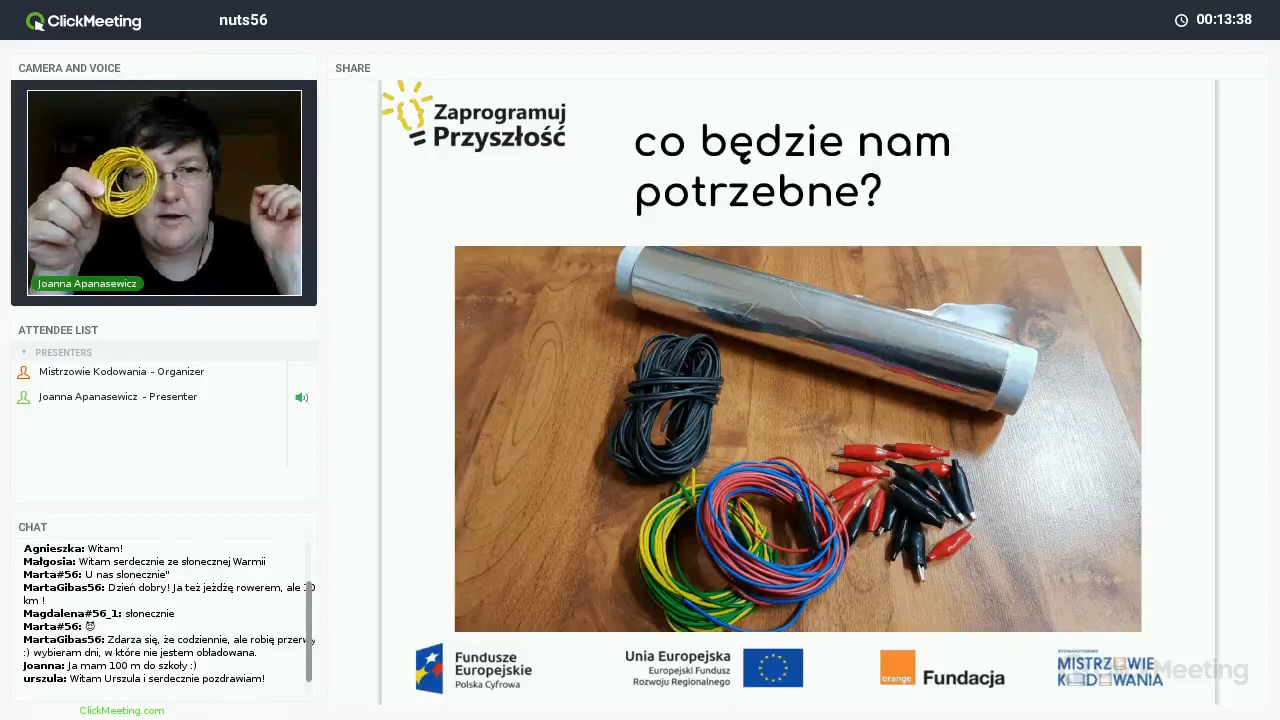 ClickMeeting
nuts56
00:13:38
CAMERA AND VOICE
Joanna Apanasewicz
ATTENDEE LIST
PRESENTERS
Mistrzowie Kodowania - Organizer
Joanna Apanasewicz - Presenter
CHAT
Agnieszka: Witam!
Małgosia: Witam serdecznie ze słonecznej Warmii
Marta#56: U nas słonecznie"
MartaGibas56: Dzień dobry! Ja też jeżdżę rowerem, ale 10
km !
Magdalena#56_1: słonecznie
Marta#56: 😈
MartaGibas56: Zdarza się, że codziennie, ale robię przerwy
:) wybieram dni, w które nie jestem obładowana.
Joanna: Ja mam 100 m do szkoły :)
urszula: Witam Urszula i serdecznie pozdrawiam!
ClickMeeting.com
SHARE
Zaprogramuj
Przyszłość
co będzie nam
potrzebne?
Fundusze
Europejskie
Polska Cyfrowa
Unia Europejska
Europejski Fundusz
Rozwoju Regionalnego
orange
Fundacja
STOWARZYSZENIE
MISTRZOWIE
KODOWANIA
Meeting